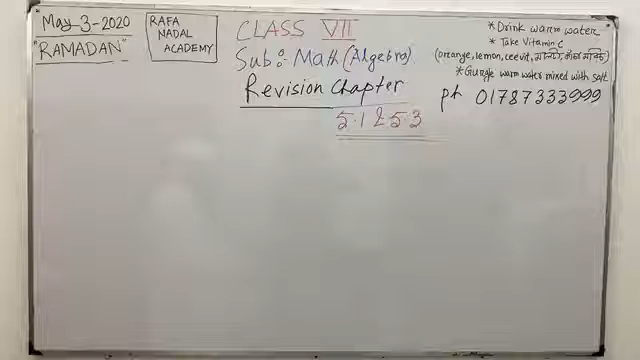 May-3-2020
"RAMADAN"
RAFA
NADAL
ACADEMY
CLASS VII
Sub: Math (Algebra)
Revision Chapter
5.1 & 5.3
*Drink warm water
* Take Vitamin C
(orange, lemon, ceevit,
*Gurgle warm water mixed with salt
ph 01787333999